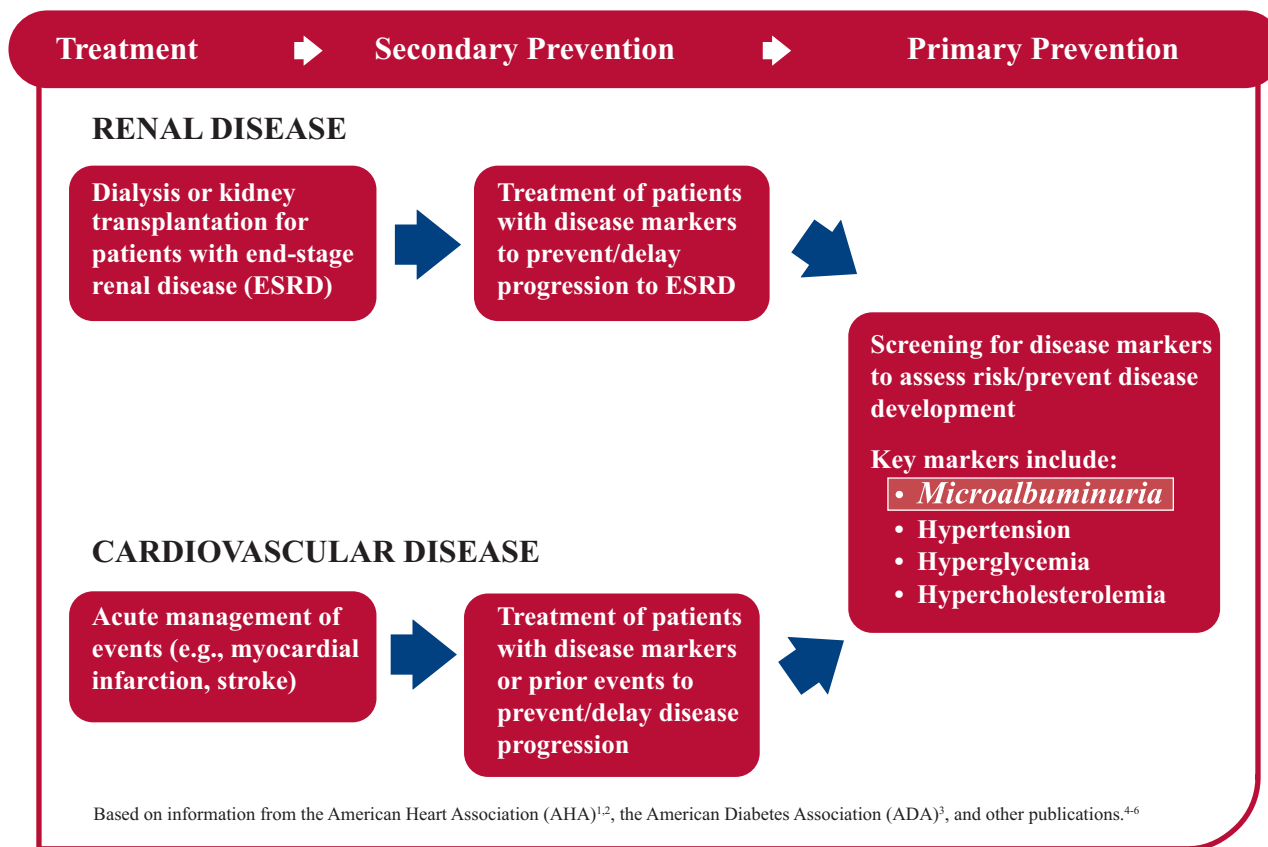 Treatment
Secondary Prevention
Primary Prevention
RENAL DISEASE
Dialysis or kidney
transplantation for
patients with end-stage
renal disease (ESRD)
Treatment of patients
with disease markers
to prevent/delay
progression to ESRD
Screening for disease markers
to assess risk/prevent disease
development
Key markers include:
• Microalbuminuria
• Hypertension
• Hyperglycemia
• Hypercholesterolemia
CARDIOVASCULAR DISEASE
Acute management of
events (e.g., myocardial
infarction, stroke)
Treatment of patients
with disease markers
or prior events to
prevent/delay disease
progression
Based on information from the American Heart Association (AHA)1,2, the American Diabetes Association (ADA)3, and other publications.4-6